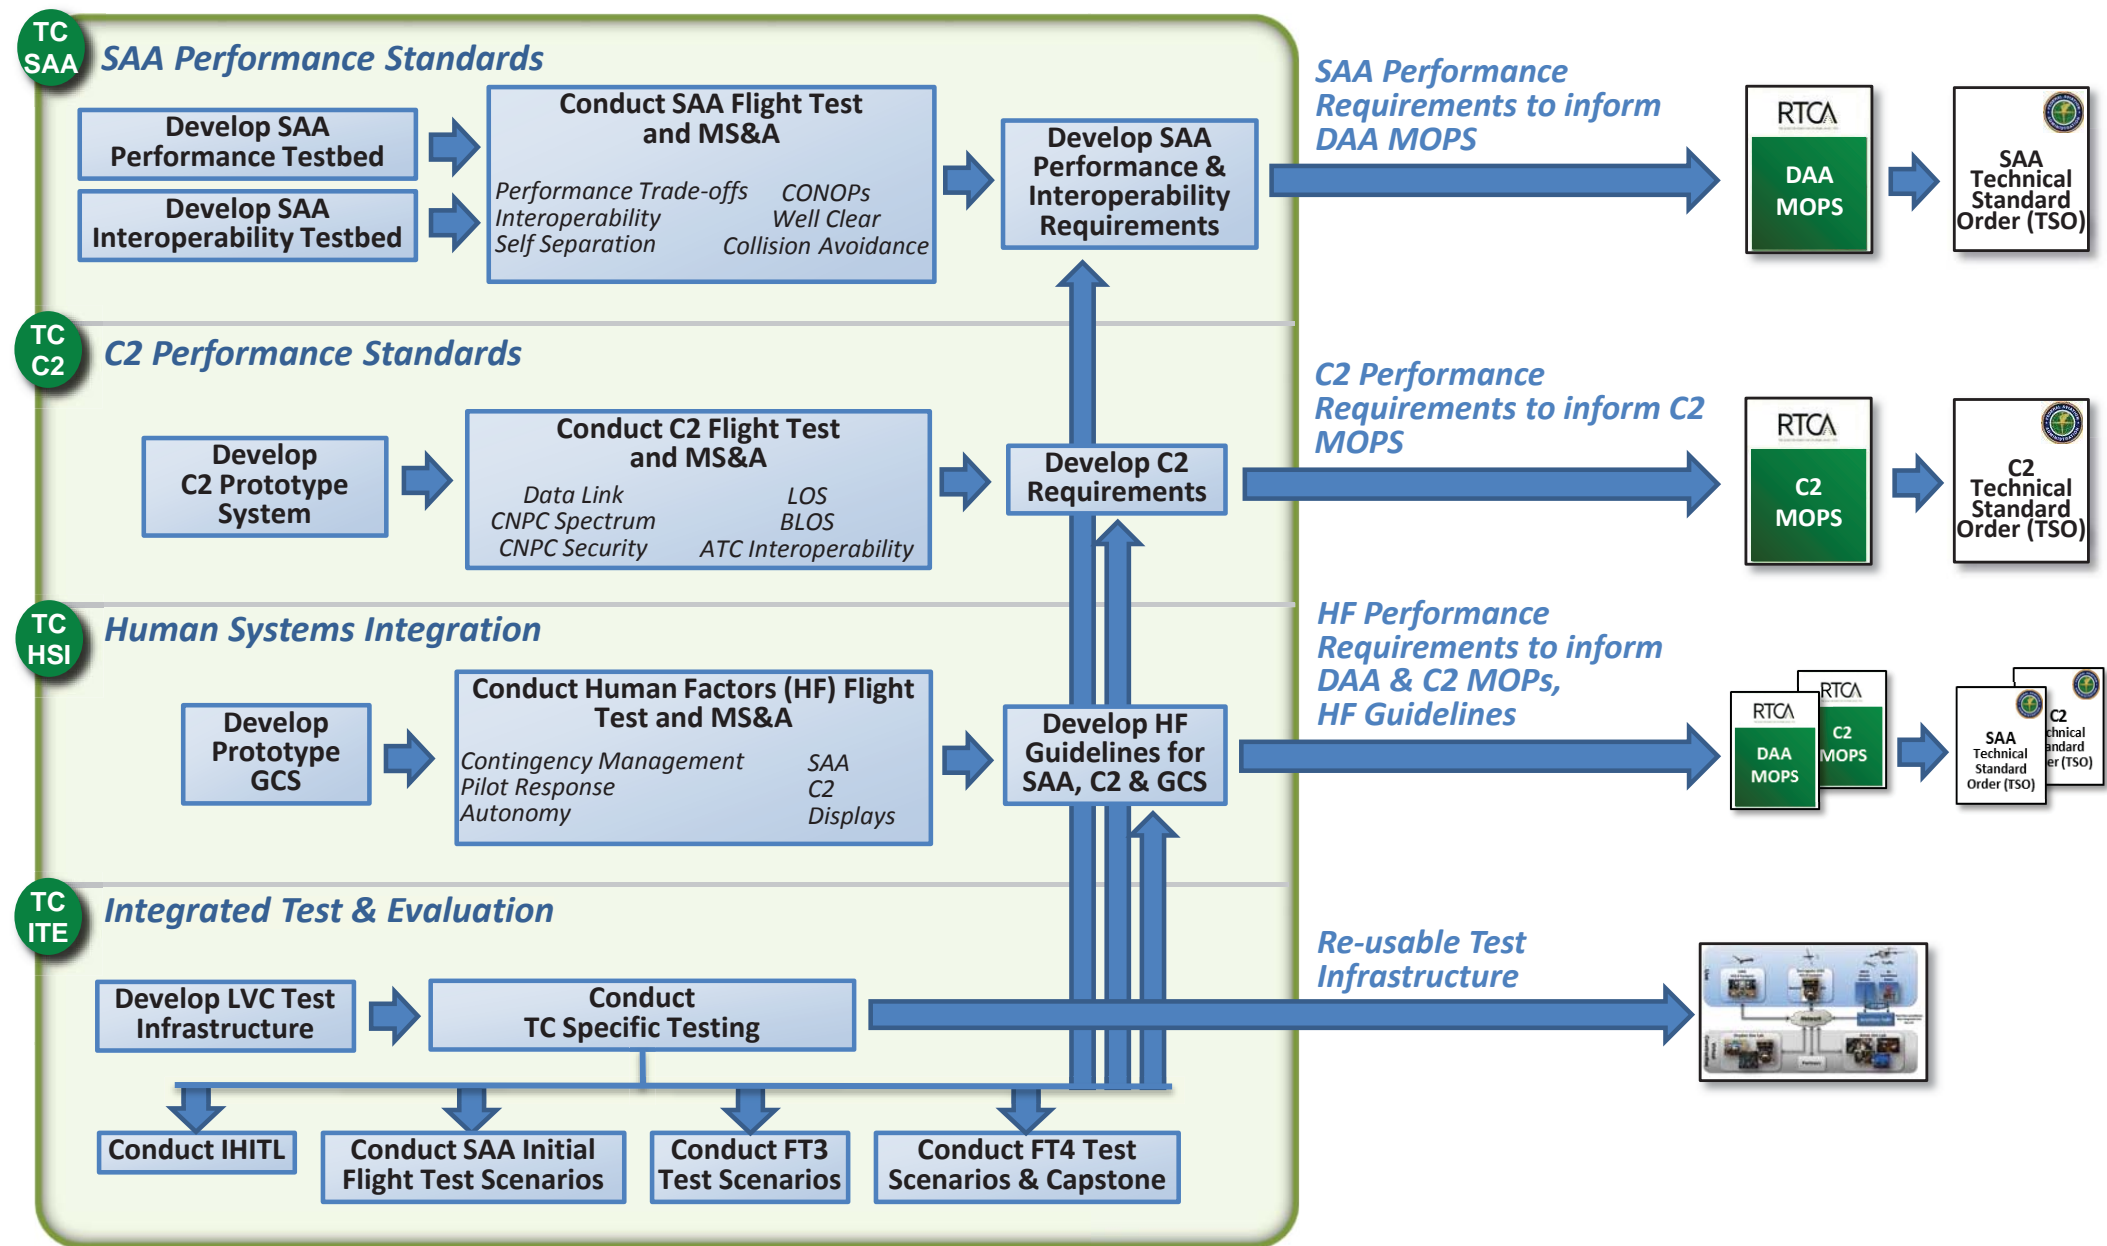 TC
SAA
SAA Performance Standards
Develop SAA
Performance Testbed
Develop SAA
Interoperability Testbed
Conduct SAA Flight Test
and MS&A
Performance Trade-offs
Interoperability
Self Separation
CONOPs
Well Clear
Collision Avoidance
Develop SAA
Performance &
Interoperability
Requirements
SAA Performance
Requirements to inform
DAA MOPS
RTCA
DAA
MOPS
SAA
Technical
Standard
Order (TSO)
TC
C2
C2 Performance Standards
Develop
C2 Prototype
System
Conduct C2 Flight Test
and MS&A
Data Link
CNPC Spectrum
CNPC Security
LOS
BLOS
ATC Interoperability
Develop C2
Requirements
C2 Performance
Requirements to inform C2
MOPS
RTCA
C2
MOPS
C2
Technical
Standard
Order (TSO)
TC
HSI
Human Systems Integration
Develop
Prototype
GCS
Conduct Human Factors (HF) Flight
Test and MS&A
Contingency Management
Pilot Response
Autonomy
SAA
C2
Displays
Develop HF
Guidelines for
SAA, C2 & GCS
HF Performance
Requirements to inform
DAA & C2 MOPs,
HF Guidelines
RTCA
DAA
MOPS
RTCA
C2
MOPS
SAA
Technical
Standard
Order (TSO)
C2
chnical
andard
er (TSO)
TC
ITE
Integrated Test & Evaluation
Develop LVC Test
Infrastructure
Conduct
TC Specific Testing
Re-usable Test
Infrastructure
Live
Network
Conduct IHITL
Conduct SAA Initial
Flight Test Scenarios
Conduct FT3
Test Scenarios
Conduct FT4 Test
Scenarios & Capstone